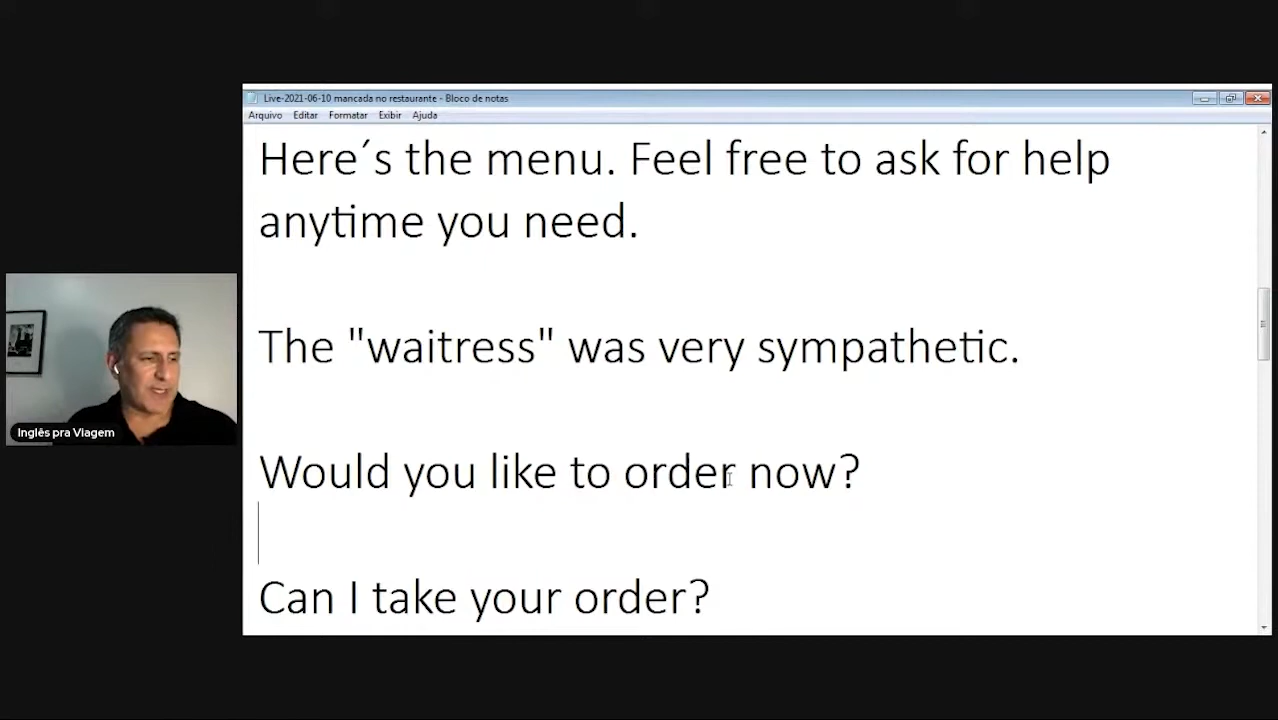 Live-2021-06-10 mancada no restaurante - Bloco de notas
Arquivo Editar Formatar Exibir Ajuda
Here´s the menu. Feel free to ask for help
anytime you need.
The "waitress" was very sympathetic.
Would you like to order now?
Can I take your order?
Inglês pra Viagem